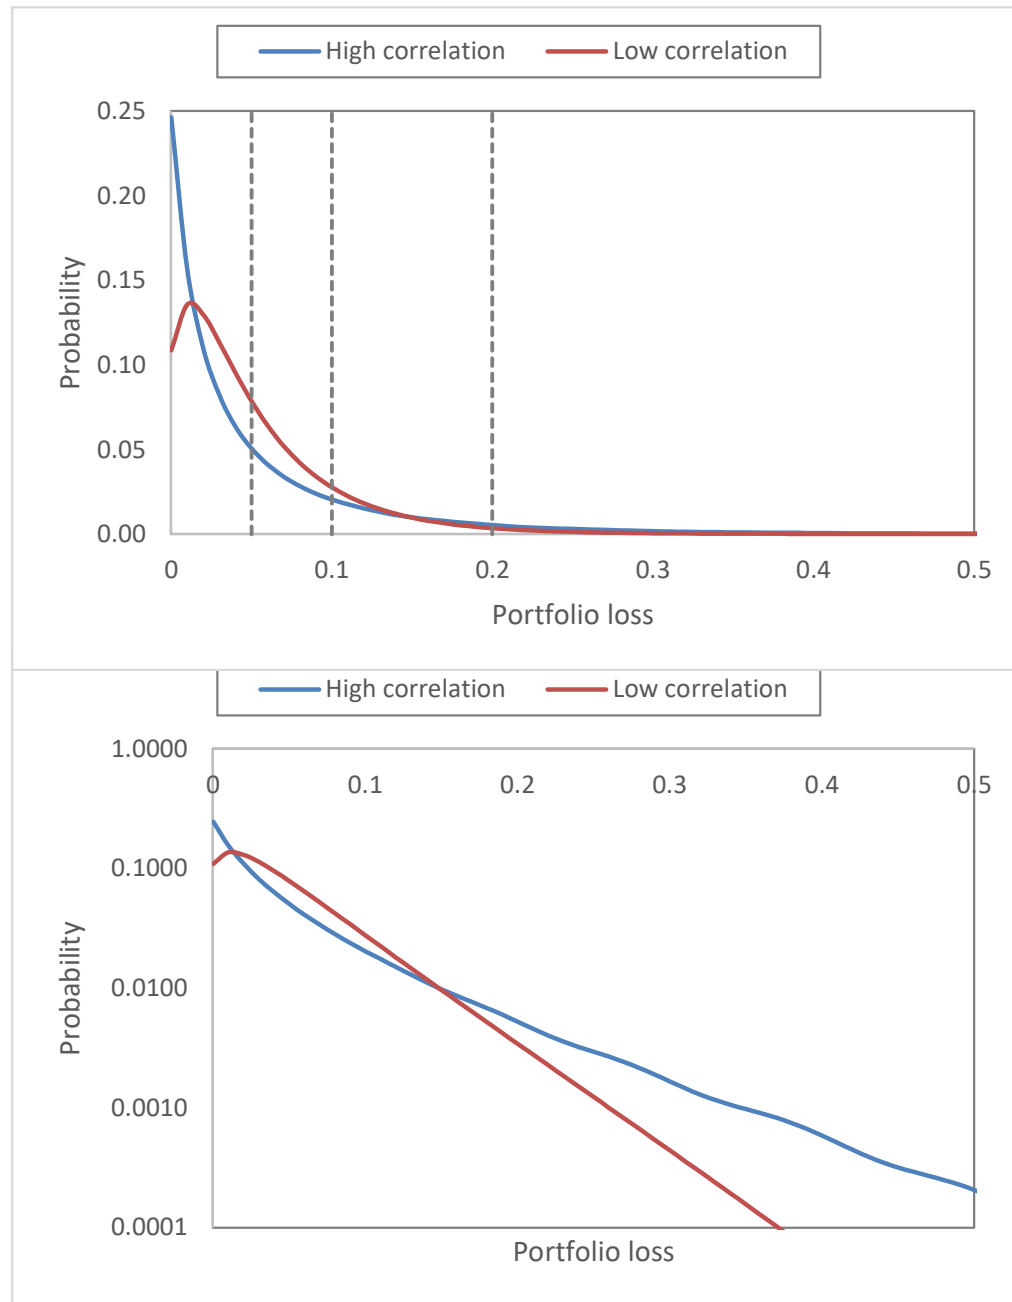 High correlation Low correlation
0.25
0.20
0.15
0.10
0.05
0.00
Probability
0 0.1 0.2 0.3 0.4 0.5
Portfolio loss
High correlation Low correlation
1.0000
0 0.1 0.2 0.3 0.4 0.5
0.1000
0.0100
0.0010
0.0001
Probability
Portfolio loss